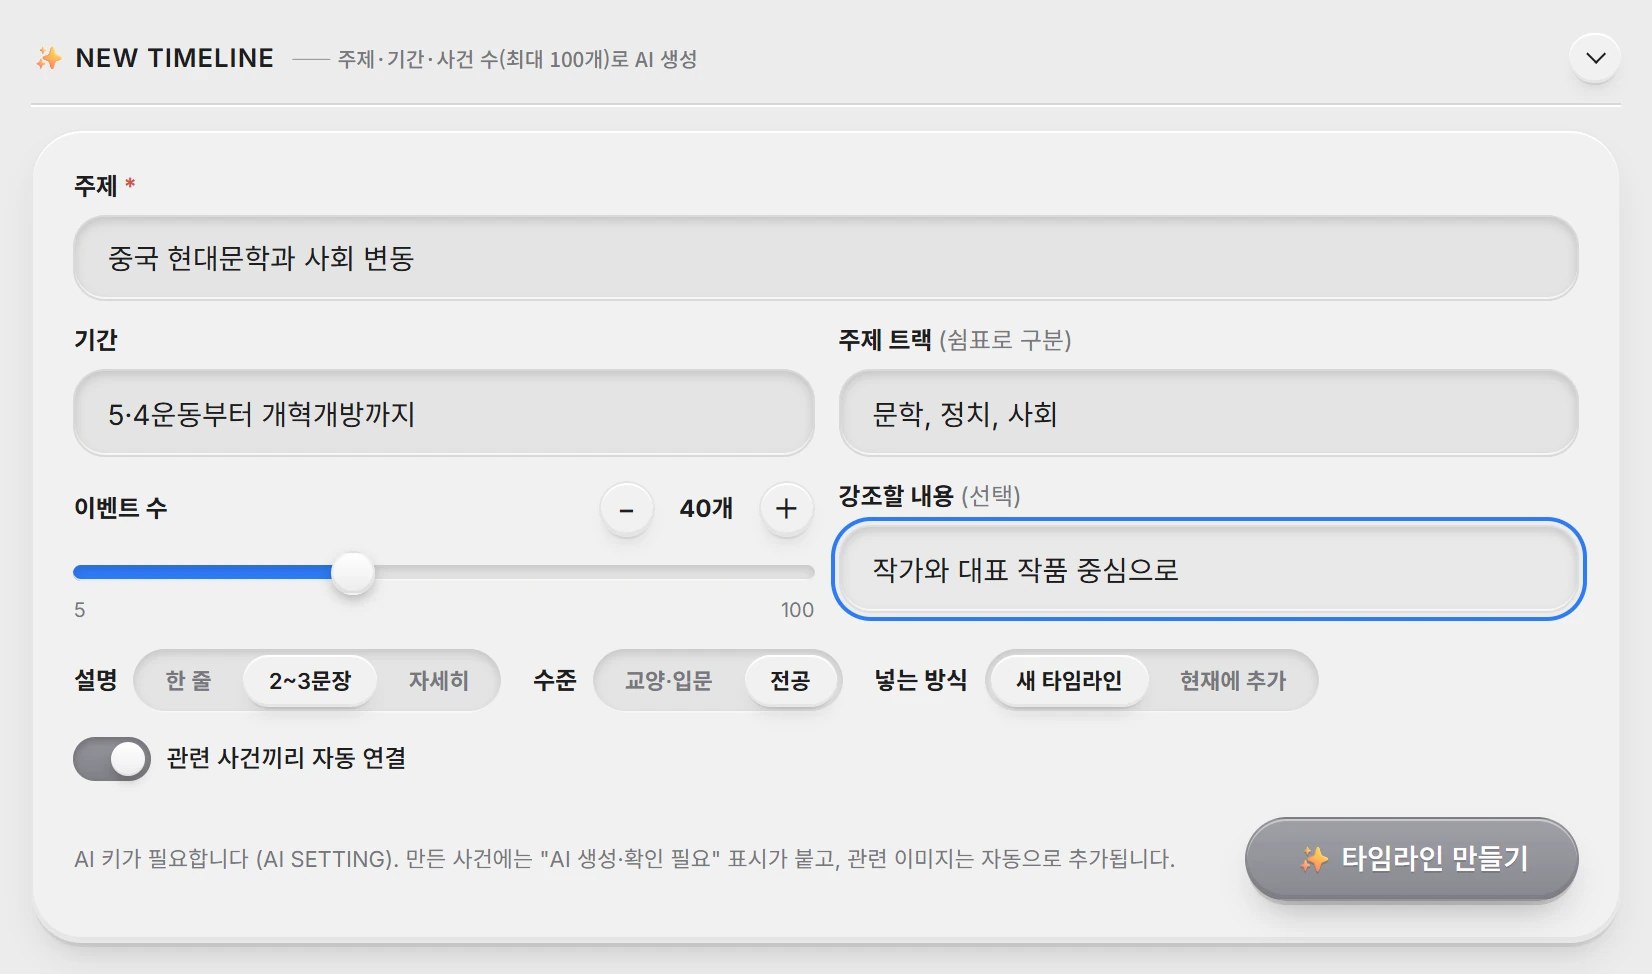 ✨ NEW TIMELINE —— 주제·기간·사건 수(최대 100개)로 AI 생성
주제 *
중국 현대문학과 사회 변동
기간
5·4운동부터 개혁개방까지
주제 트랙 (쉼표로 구분)
문학, 정치, 사회
이벤트 수
− 40개 +
5 100
강조할 내용 (선택)
작가와 대표 작품 중심으로
설명 한 줄 2~3문장 자세히 수준 교양·입문 전공 넣는 방식 새 타임라인 현재에 추가
관련 사건끼리 자동 연결
AI 키가 필요합니다 (AI SETTING). 만든 사건에는 "AI 생성·확인 필요" 표시가 붙고, 관련 이미지는 자동으로 추가됩니다.
✨ 타임라인 만들기